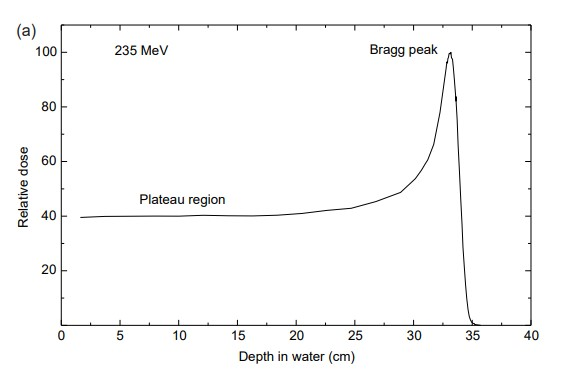 (a)
235 MeV
Bragg peak
Plateau region
Relative dose
100
80
60
40
20
0 5 10 15 20 25 30 35 40
Depth in water (cm)